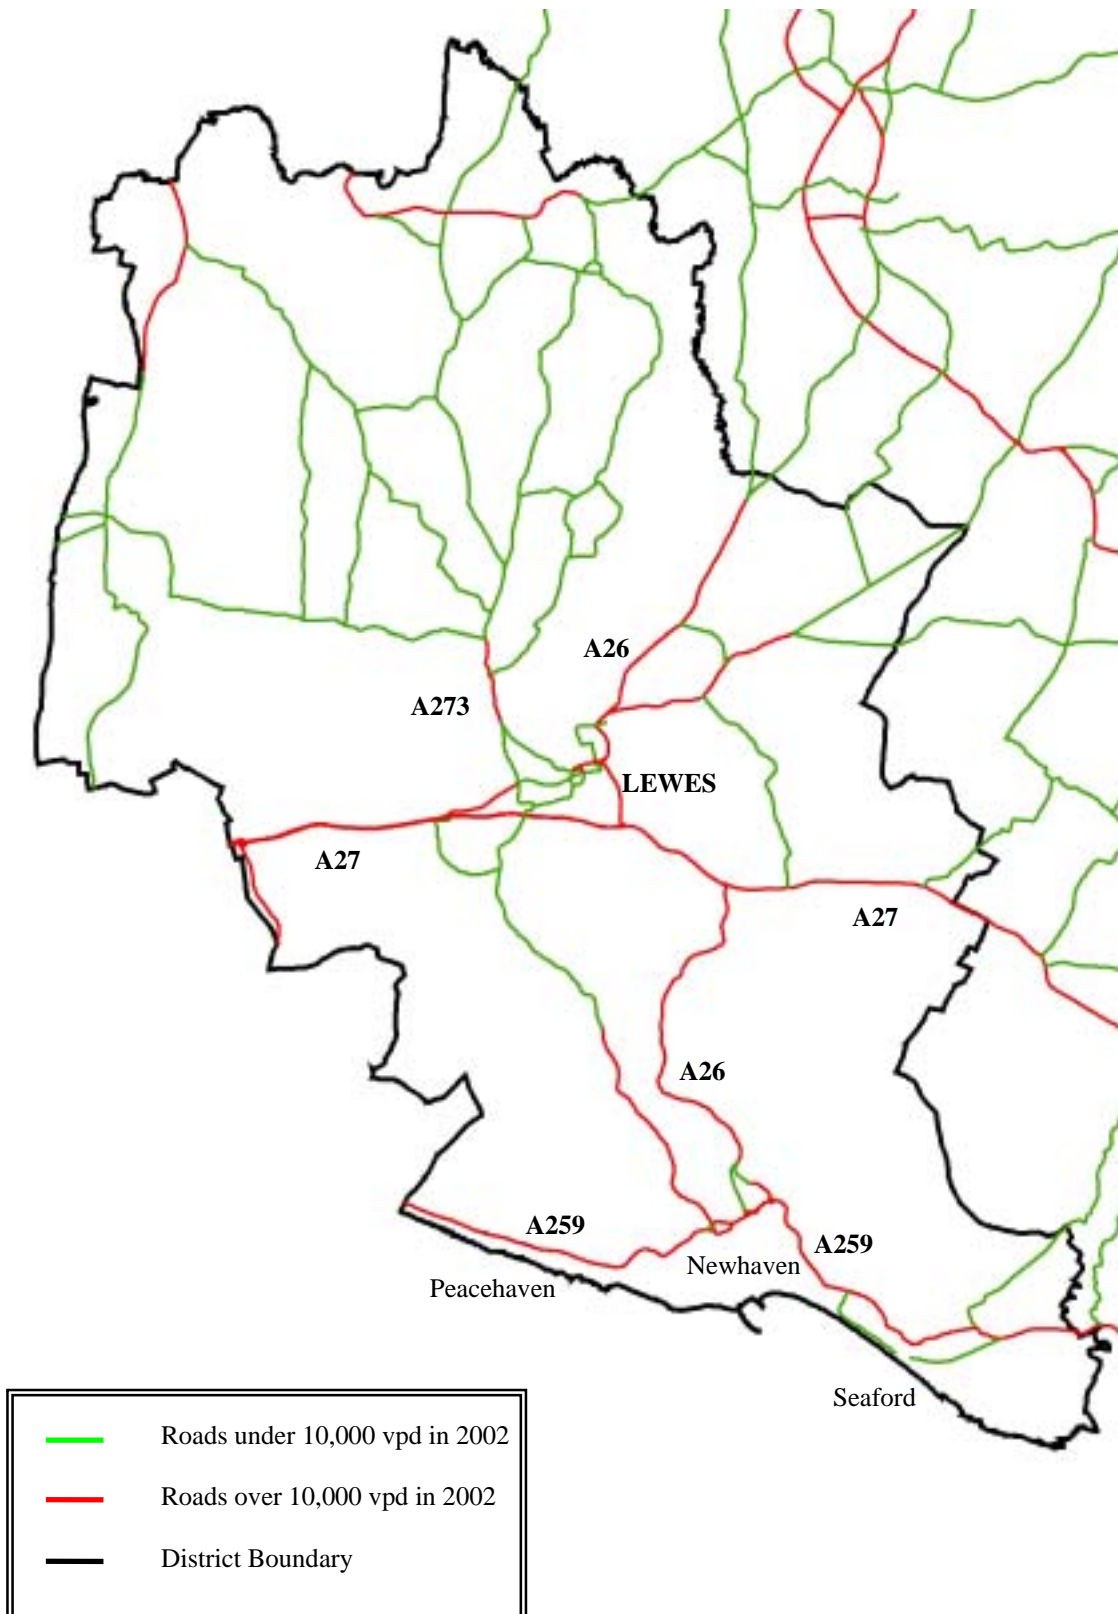 A26
A273
LEWES
A27
A27
A26
A259
A259
Newhaven
Peacehaven
Seaford
Roads under 10,000 vpd in 2002
Roads over 10,000 vpd in 2002
District Boundary